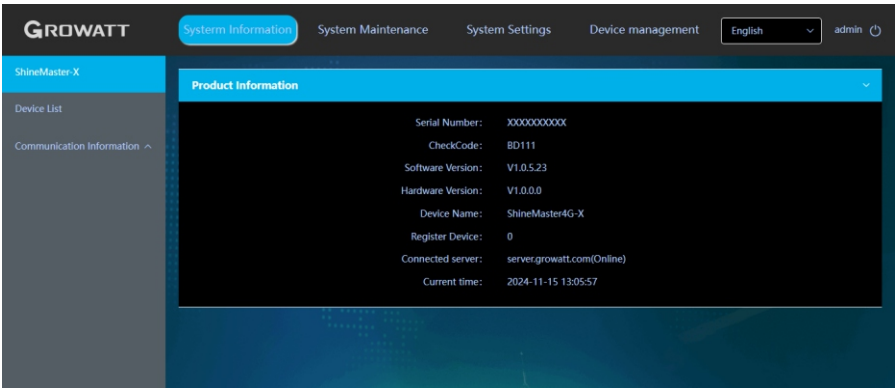 GROWATT
Systerm Information
System Maintenance
System Settings
Device management
English
admin
ShineMaster-X
Device List
Communication Information
Product Information
Serial Number: XXXXXXXXXX
CheckCode: BD111
Software Version: V1.0.5.23
Hardware Version: V1.0.0.0
Device Name: ShineMaster4G-X
Register Device: 0
Connected server: server.growatt.com(Online)
Current time: 2024-11-15 13:05:57